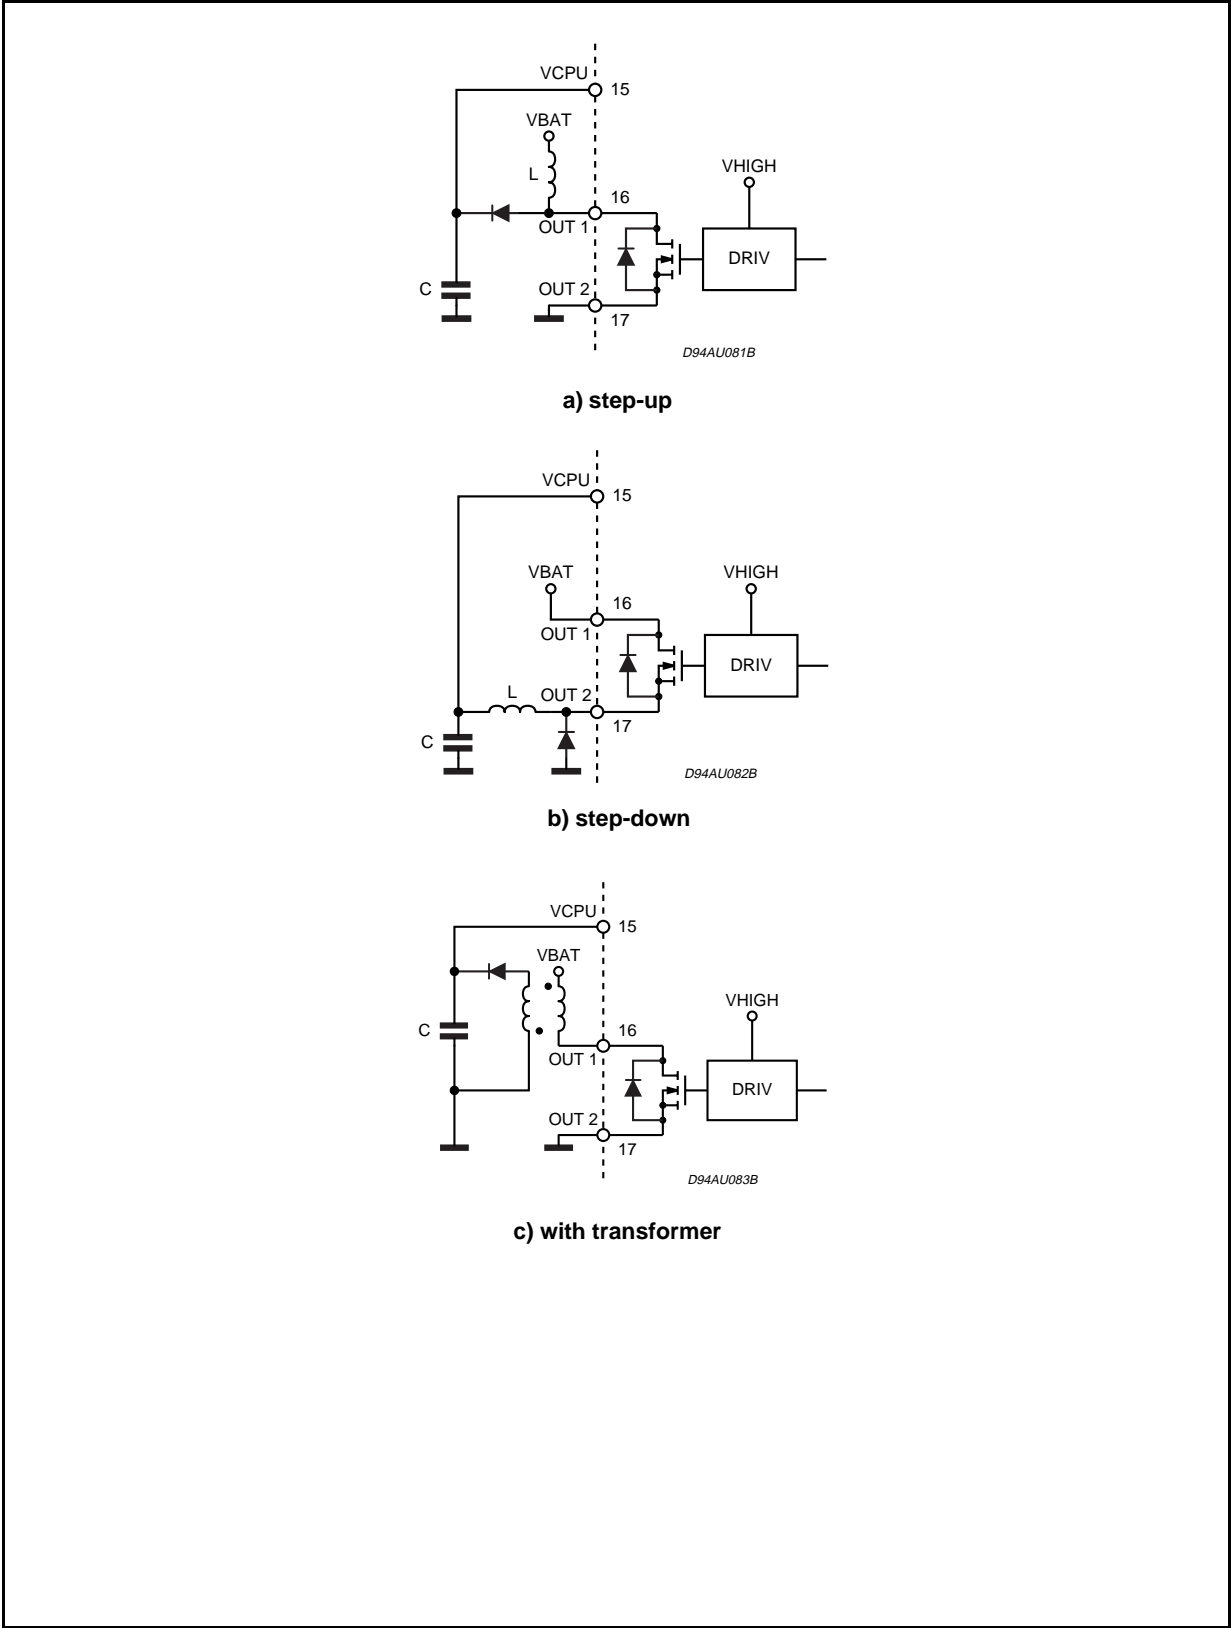 VCPU
15
VBAT
L
16
VHIGH
OUT 1
DRIV
C
OUT 2
17
D94AU081B
a) step-up
VCPU
15
VBAT
16
VHIGH
OUT 1
DRIV
L
OUT 2
17
C
D94AU082B
b) step-down
VCPU
15
VBAT
VHIGH
C
16
OUT 1
DRIV
OUT 2
17
D94AU083B
c) with transformer